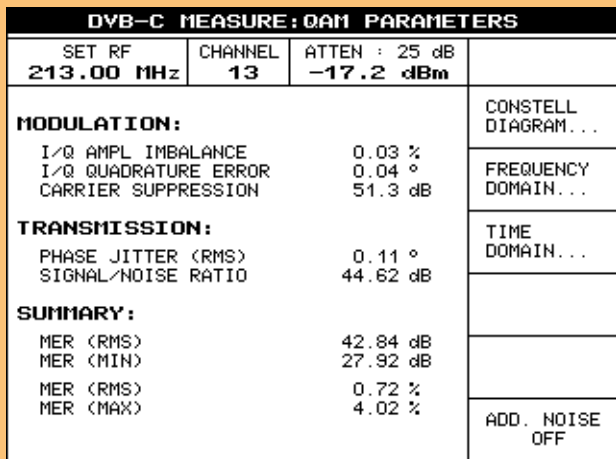 DVB-C MEASURE:QAM PARAMETERS
SET RF CHANNEL ATTEN : 25 dB
213.00 MHz 13 -17.2 dBm
MODULATION:
I/Q AMPL IMBALANCE 0.03 %
I/Q QUADRATURE ERROR 0.04 °
CARRIER SUPPRESSION 51.3 dB
TRANSMISSION:
PHASE JITTER (RMS) 0.11 °
SIGNAL/NOISE RATIO 44.62 dB
SUMMARY:
MER (RMS) 42.84 dB
MER (MIN) 27.92 dB
MER (RMS) 0.72 %
MER (MAX) 4.02 %
CONSTELL
DIAGRAM...
FREQUENCY
DOMAIN...
TIME
DOMAIN...
ADD. NOISE
OFF